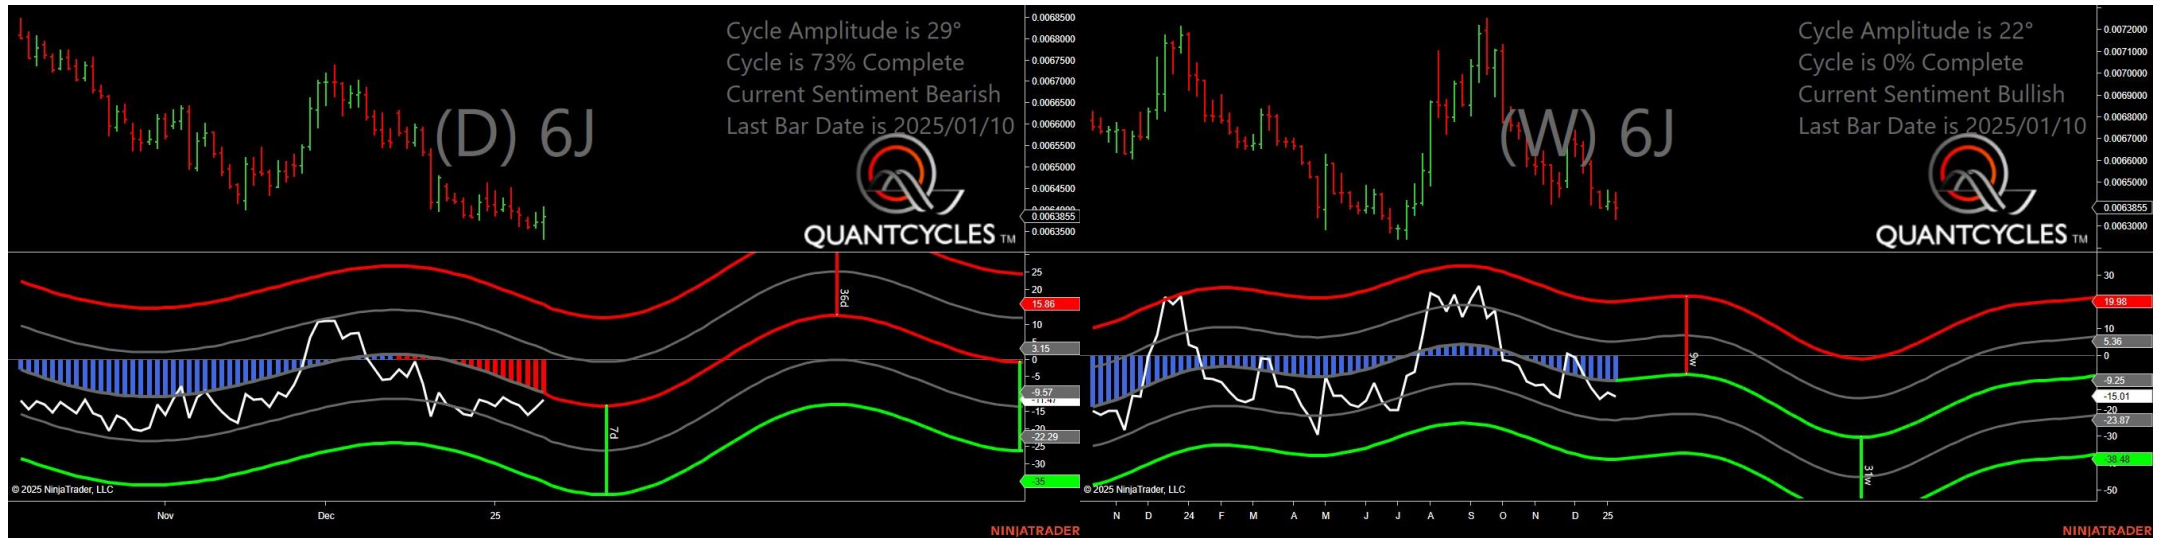 Cycle Amplitude is 29°
Cycle is 73% Complete
Current Sentiment Bearish
Last Bar Date is 2025/01/10
(D) 6J
QUANTCYCLES TM
0.0068500
0.0068000
0.0067500
0.0067000
0.0066500
0.0066000
0.0065500
0.0065000
0.0064500
0.0063855
0.0063500
25
20
15.86
10
3.15
0
-5
-9.57
-15
-22.29
-25
-30
-35
36d
7d
© 2025 NinjaTrader, LLC
Nov
Dec
25
NINJATRADER
Cycle Amplitude is 22°
Cycle is 0% Complete
Current Sentiment Bullish
Last Bar Date is 2025/01/10
(W) 6J
QUANTCYCLES TM
0.0072000
0.0071000
0.0070000
0.0069000
0.0068000
0.0067000
0.0066000
0.0065000
0.0063855
0.0063000
30
19.98
10
5.36
0
-9.25
-15.01
-20
-23.87
-30
-38.48
-50
9w
31w
© 2025 NinjaTrader, LLC
N D 24 F M A M J J A S O N D 25
NINJATRADER